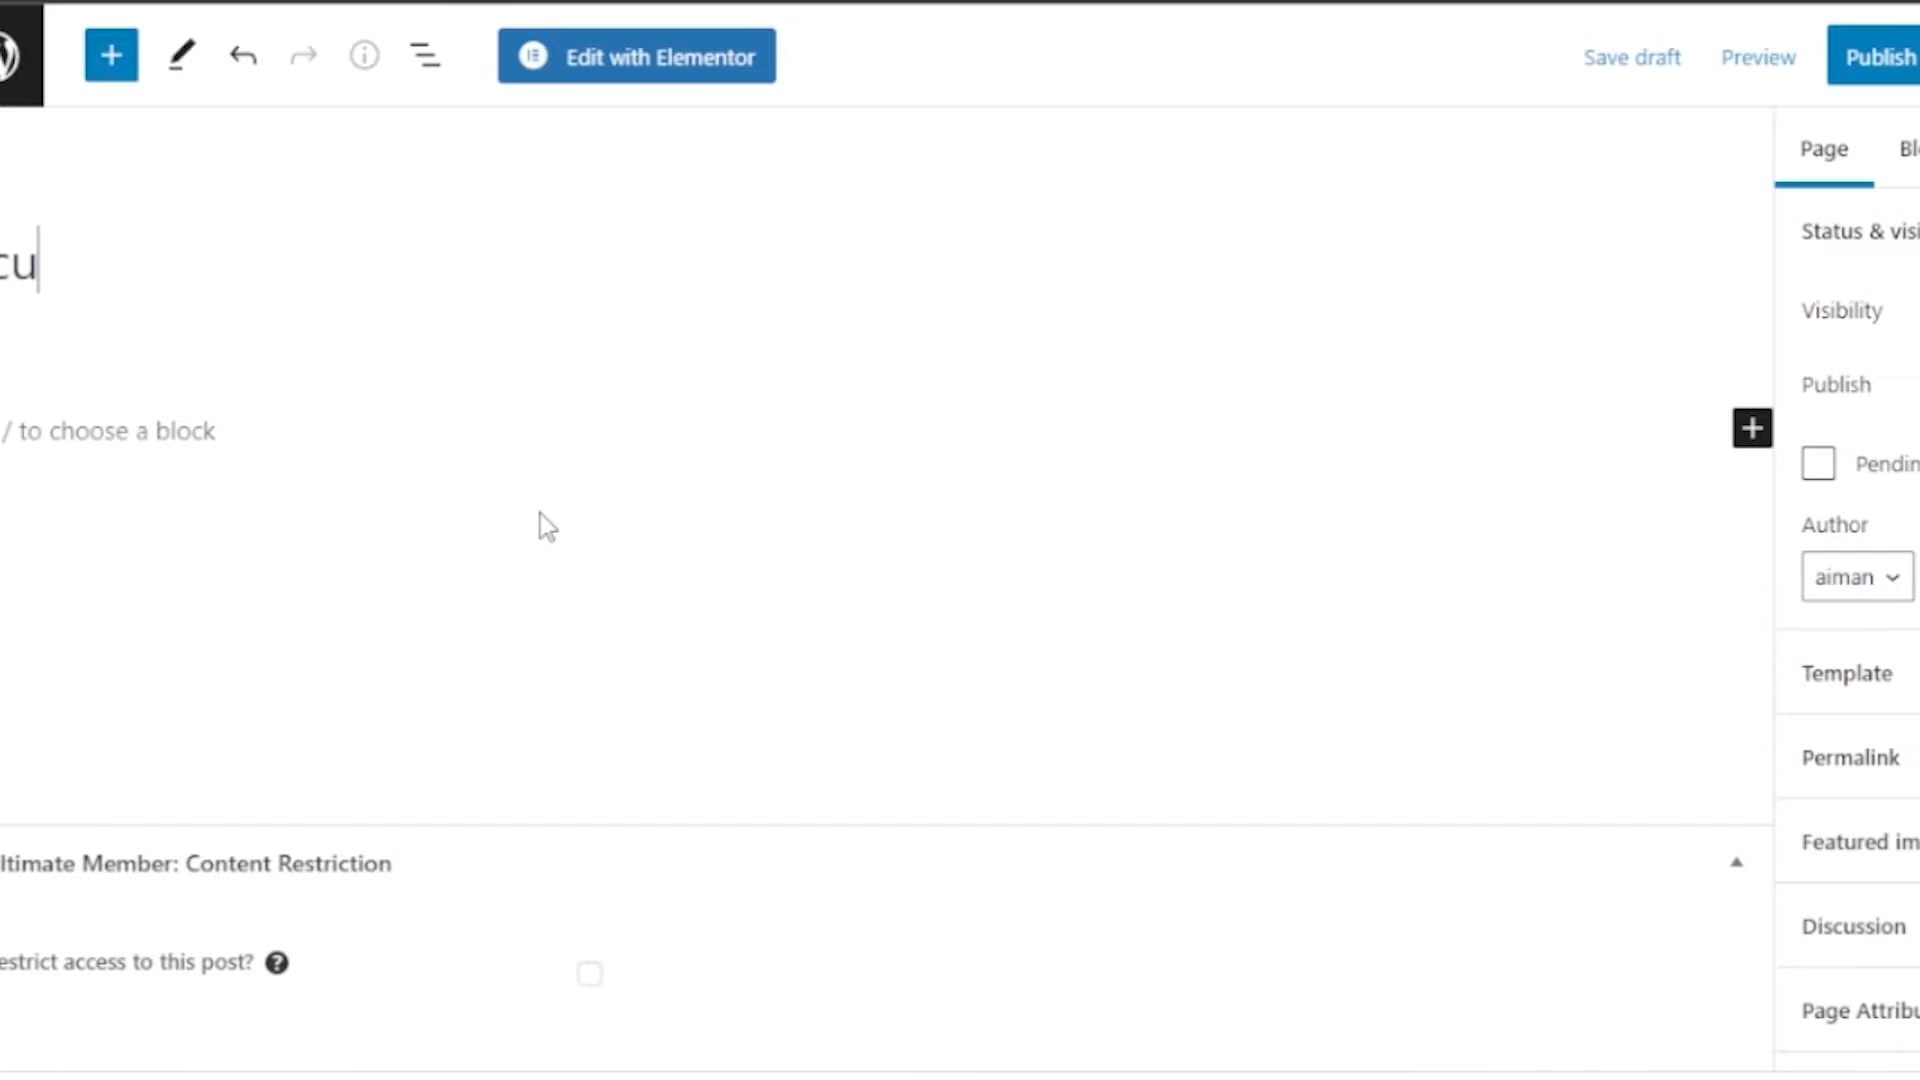 Edit with Elementor
Save draft
Preview
Publish
Page
Bl
cu
Status & visi
Visibility
Publish
/ to choose a block
Pendin
Author
aiman
Template
Permalink
ltimate Member: Content Restriction
Featured im
Discussion
estrict access to this post? ?
Page Attribu